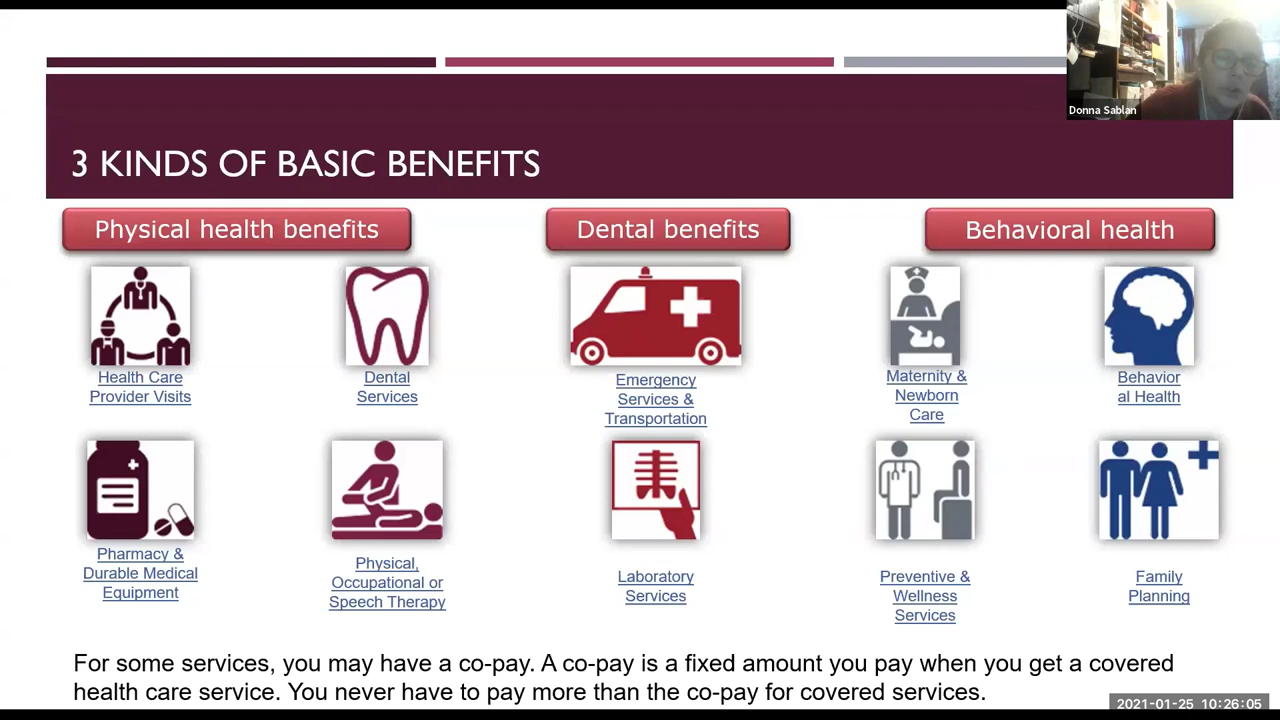 Donna Sablan
3 KINDS OF BASIC BENEFITS
Physical health benefits
Dental benefits
Behavioral health
Health Care
Provider Visits
Dental
Services
Emergency
Services &
Transportation
Maternity &
Newborn
Care
Behavior
al Health
Pharmacy &
Durable Medical
Equipment
Physical,
Occupational or
Speech Therapy
Laboratory
Services
Preventive &
Wellness
Services
Family
Planning
For some services, you may have a co-pay. A co-pay is a fixed amount you pay when you get a covered
health care service. You never have to pay more than the co-pay for covered services.
2021-01-25 10:26:05